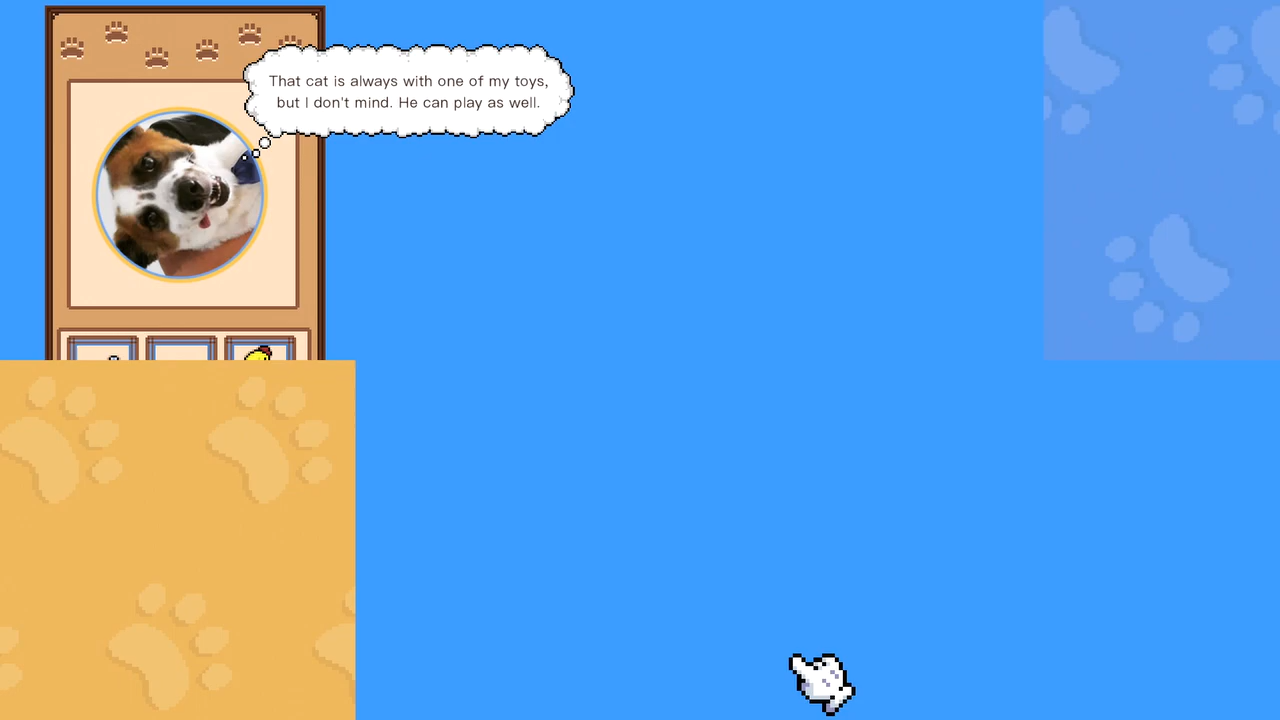 That cat is always with one of my toys,
but I don't mind. He can play as well.